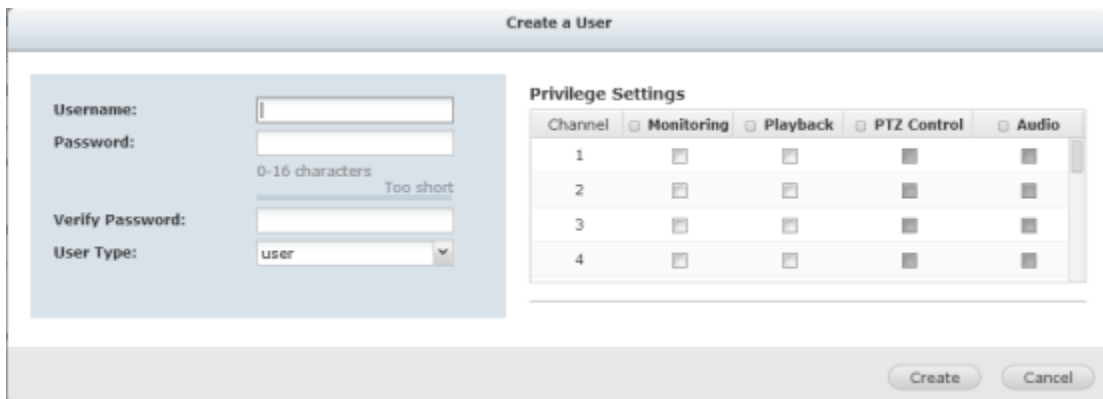 Create a User
Username:
Password:
0-16 characters
Too short
Verify Password:
User Type:
user
Privilege Settings
Channel Monitoring Playback PTZ Control Audio
1
2
3
4
Create Cancel